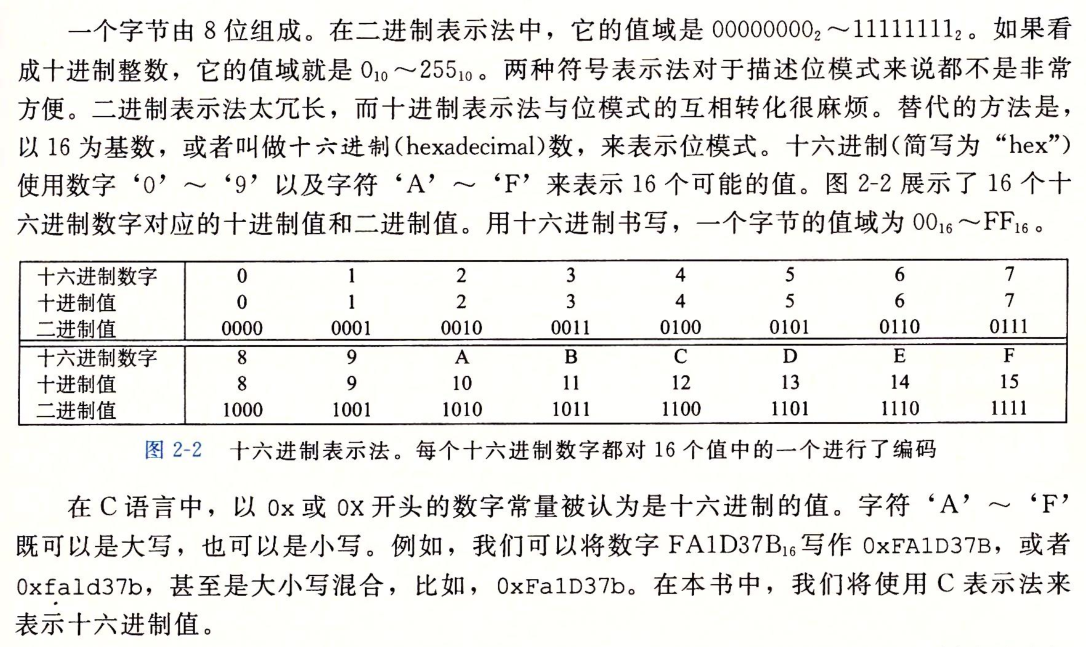 一个字节由 8 位组成。在二进制表示法中，它的值域是 00000000₂～11111111₂。如果看
成十进制整数，它的值域就是 0₁₀～255₁₀。两种符号表示法对于描述位模式来说都不是非常
方便。二进制表示法太冗长，而十进制表示法与位模式的互相转化很麻烦。替代的方法是，
以 16 为基数，或者叫做十六进制(hexadecimal)数，来表示位模式。十六进制(简写为“hex”)
使用数字‘0’～‘9’以及字符‘A’～‘F’来表示 16 个可能的值。图 2-2 展示了 16 个十
六进制数字对应的十进制值和二进制值。用十六进制书写，一个字节的值域为 00₁₆～FF₁₆。
十六进制数字 0 1 2 3 4 5 6 7
十进制值 0 1 2 3 4 5 6 7
二进制值 0000 0001 0010 0011 0100 0101 0110 0111
十六进制数字 8 9 A B C D E F
十进制值 8 9 10 11 12 13 14 15
二进制值 1000 1001 1010 1011 1100 1101 1110 1111
图 2-2 十六进制表示法。每个十六进制数字都对 16 个值中的一个进行了编码
在 C 语言中，以 0x 或 0X 开头的数字常量被认为是十六进制的值。字符‘A’～‘F’
既可以是大写，也可以是小写。例如，我们可以将数字 FA1D37B₁₆写作 0xFA1D37B，或者
0xfa1d37b，甚至是大小写混合，比如，0xFa1D37b。在本书中，我们将使用 C 表示法来
表示十六进制值。